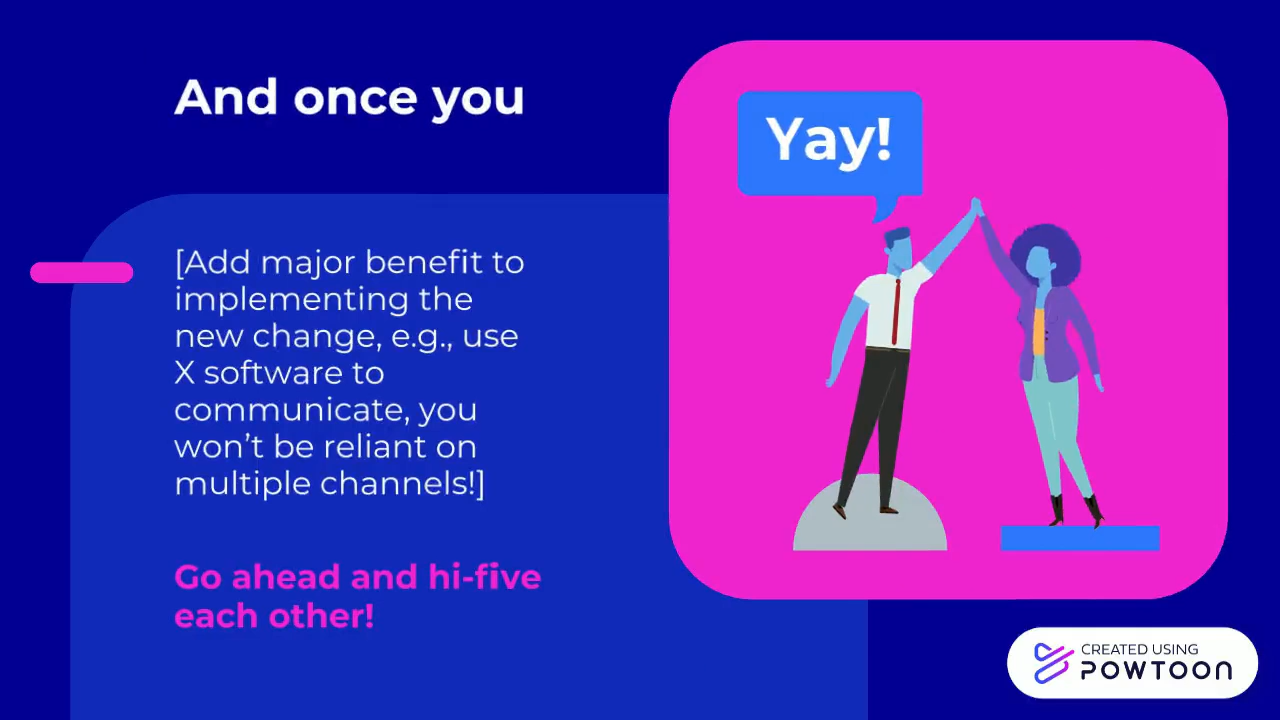 And once you
Yay!
[Add major benefit to
implementing the
new change, e.g., use
X software to
communicate, you
won't be reliant on
multiple channels!]
Go ahead and hi-five
each other!
CREATED USING
POWTOON